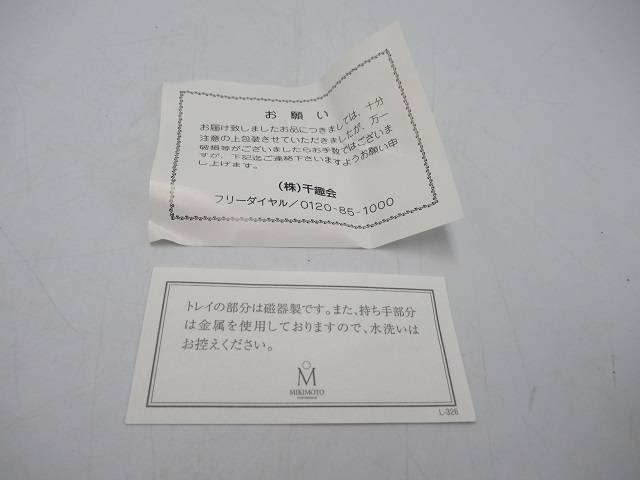 お願い
お届け致しましたお品につきましては、十分
注意の上包装させていただきましたが、万一
破損等がございましたらお手数ではございま
すが、下記迄ご連絡下さいますようお願い申
し上げます。
(株)千趣会
フリーダイヤル/0120-85-1000
トレイの部分は磁器製です。また、持ち手部分
は金属を使用しておりますので、水洗いは
お控えください。
M
MIKIMOTO
L-326